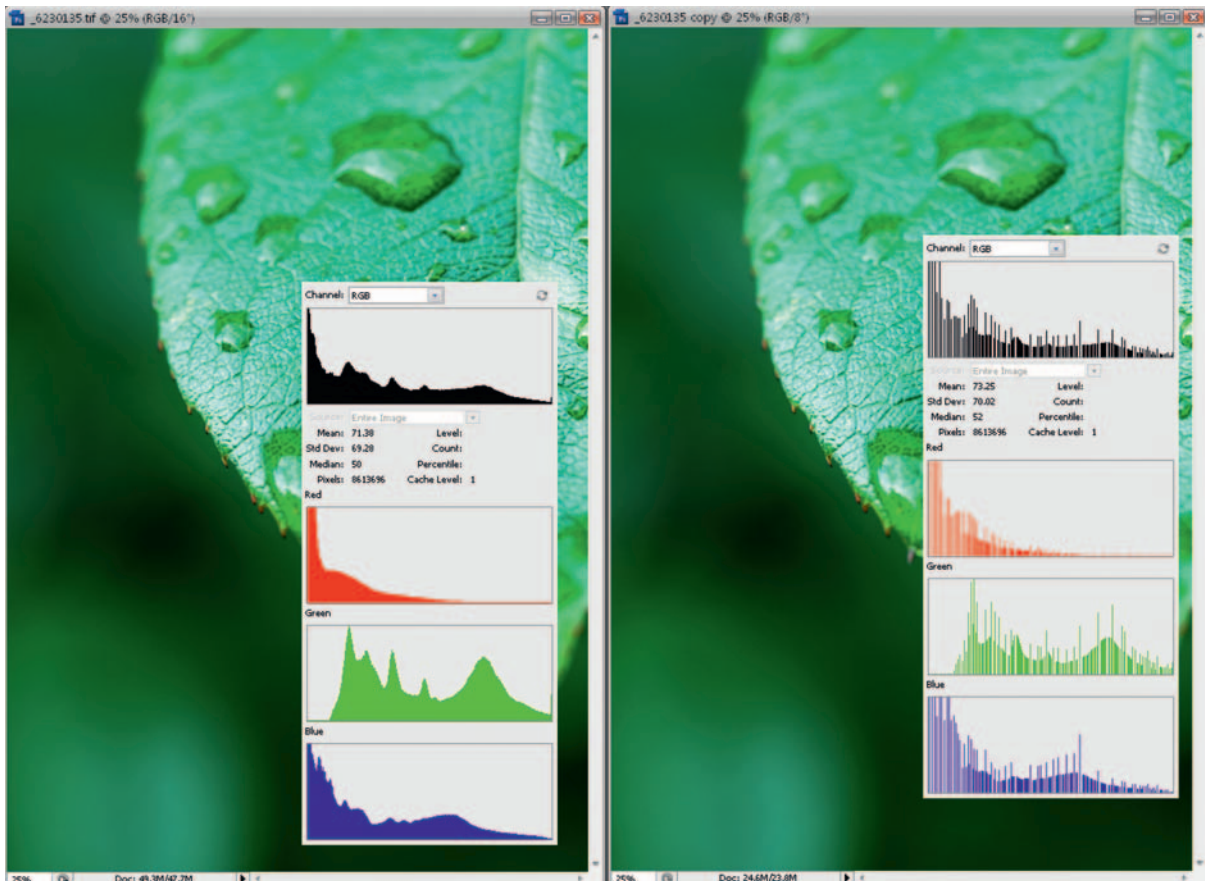 _6230135.tif @ 25% (RGB/16*)
Channel: RGB
Source: Entire Image
Mean: 71.38 Level:
Std Dev: 69.28 Count:
Median: 50 Percentile:
Pixels: 8613696 Cache Level: 1
Red
Green
Blue
25% Doc: 49.3M/47.7M
_6230135 copy @ 25% (RGB/8*)
Channel: RGB
Source: Entire Image
Mean: 73.25 Level:
Std Dev: 70.02 Count:
Median: 52 Percentile:
Pixels: 8613696 Cache Level: 1
Red
Green
Blue
25% Doc: 24.6M/23.8M